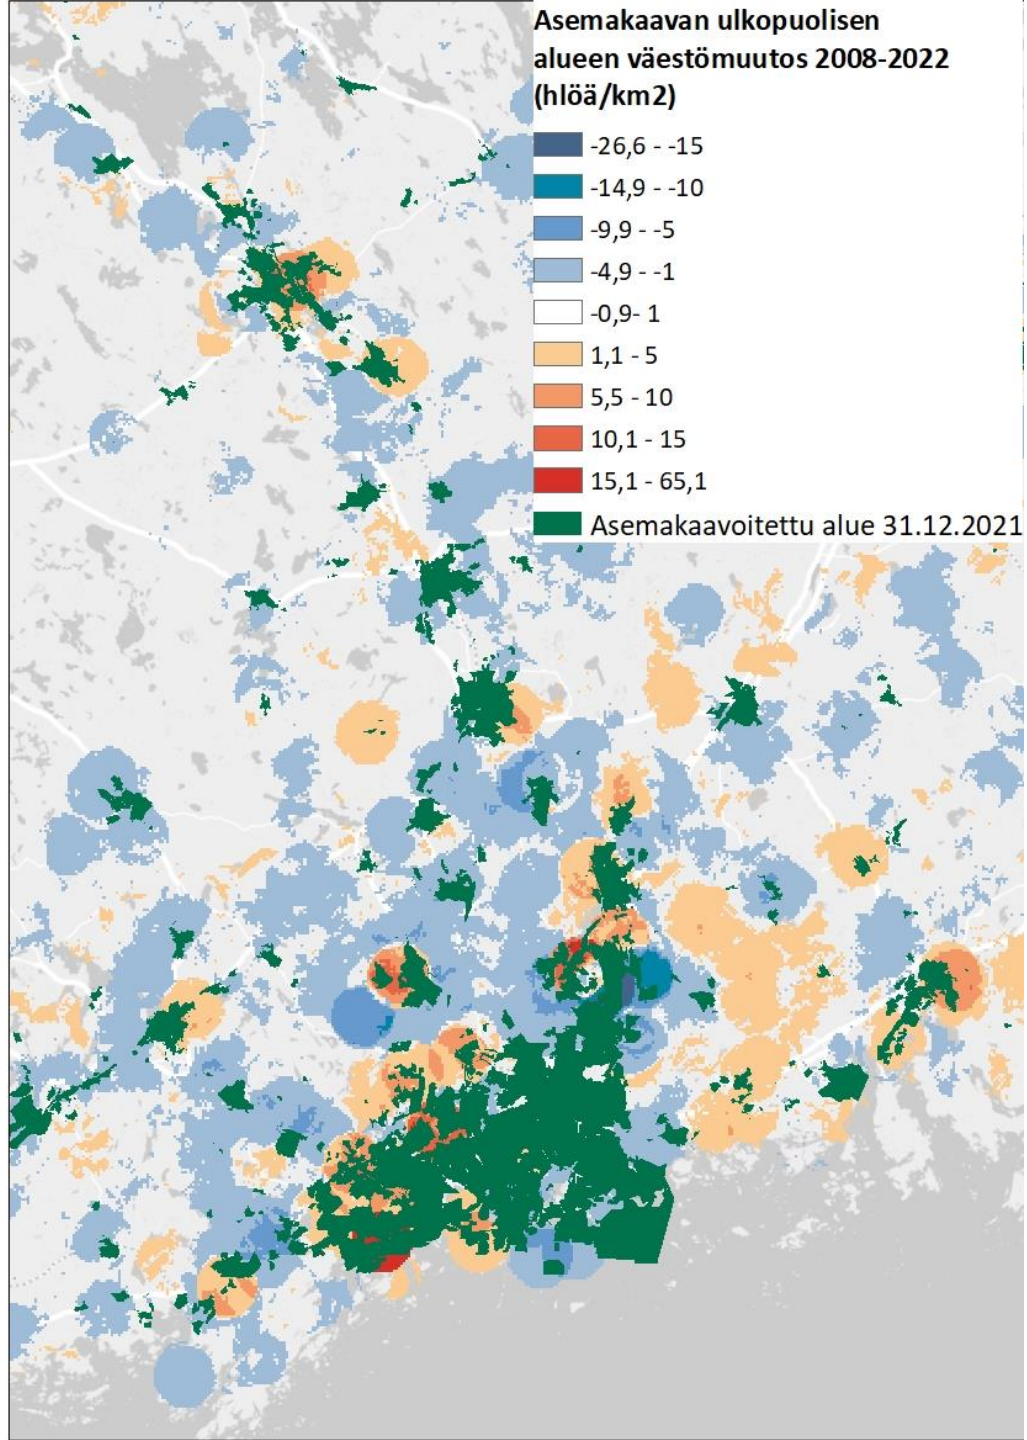 Asemakaavan ulkopuolisen
alueen väestömuutos 2008-2022
(hlöä/km2)
-26,6 - -15
-14,9 - -10
-9,9 - -5
-4,9 - -1
-0,9- 1
1,1 - 5
5,5 - 10
10,1 - 15
15,1 - 65,1
Asemakaavoitettu alue 31.12.2021